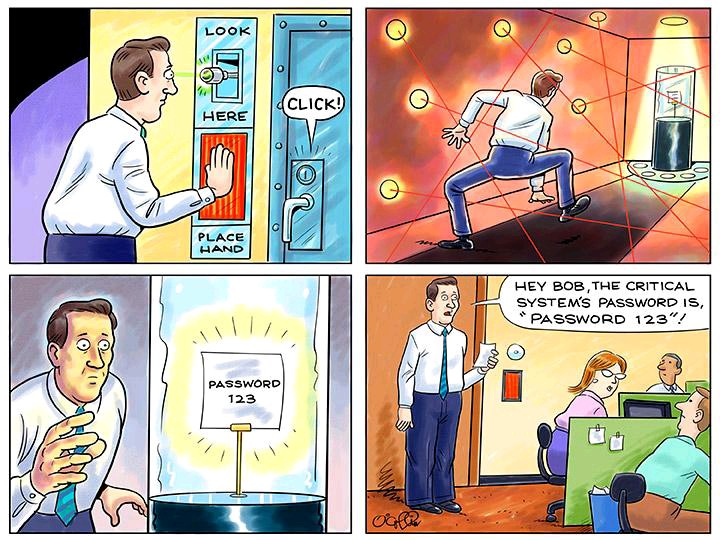 LOOK
HERE
CLICK!
PLACE
HAND
PASSWORD
123
HEY BOB, THE CRITICAL
SYSTEM'S PASSWORD IS,
"PASSWORD 123"!